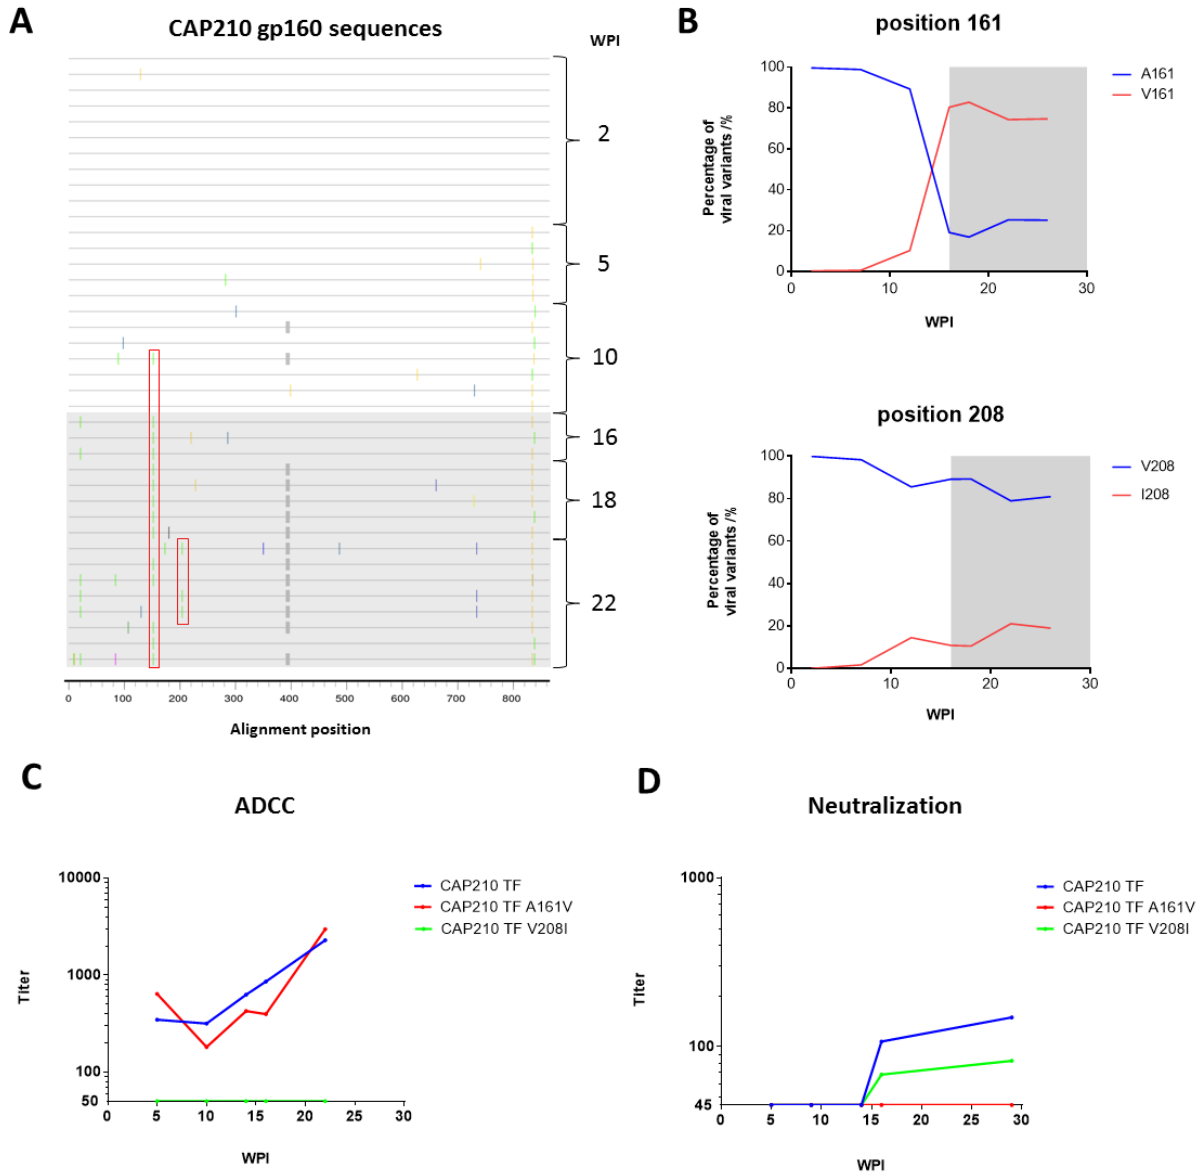 A
CAP210 gp160 sequences
WPI
2
5
10
16
18
22
0 100 200 300 400 500 600 700 800
Alignment position
B
position 161
100
80
60
40
20
0
0 10 20 30
Percentage of
viral variants /%
WPI
A161
V161
position 208
100
80
60
40
20
0
0 10 20 30
Percentage of
viral variants /%
WPI
V208
I208
C
ADCC
10000
1000
100
50
0 5 10 15 20 25 30
Titer
WPI
CAP210 TF
CAP210 TF A161V
CAP210 TF V208I
D
Neutralization
1000
100
45
0 5 10 15 20 25 30
Titer
WPI
CAP210 TF
CAP210 TF A161V
CAP210 TF V208I